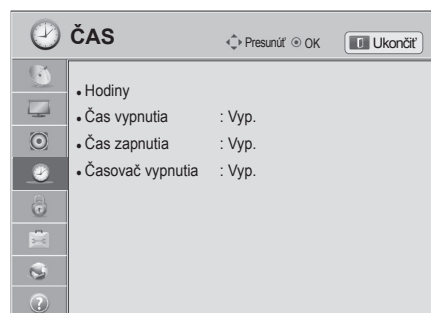 ČAS
Presunúť OK Ukončiť
Hodiny
Čas vypnutia : Vyp.
Čas zapnutia : Vyp.
Časovač vypnutia : Vyp.
?